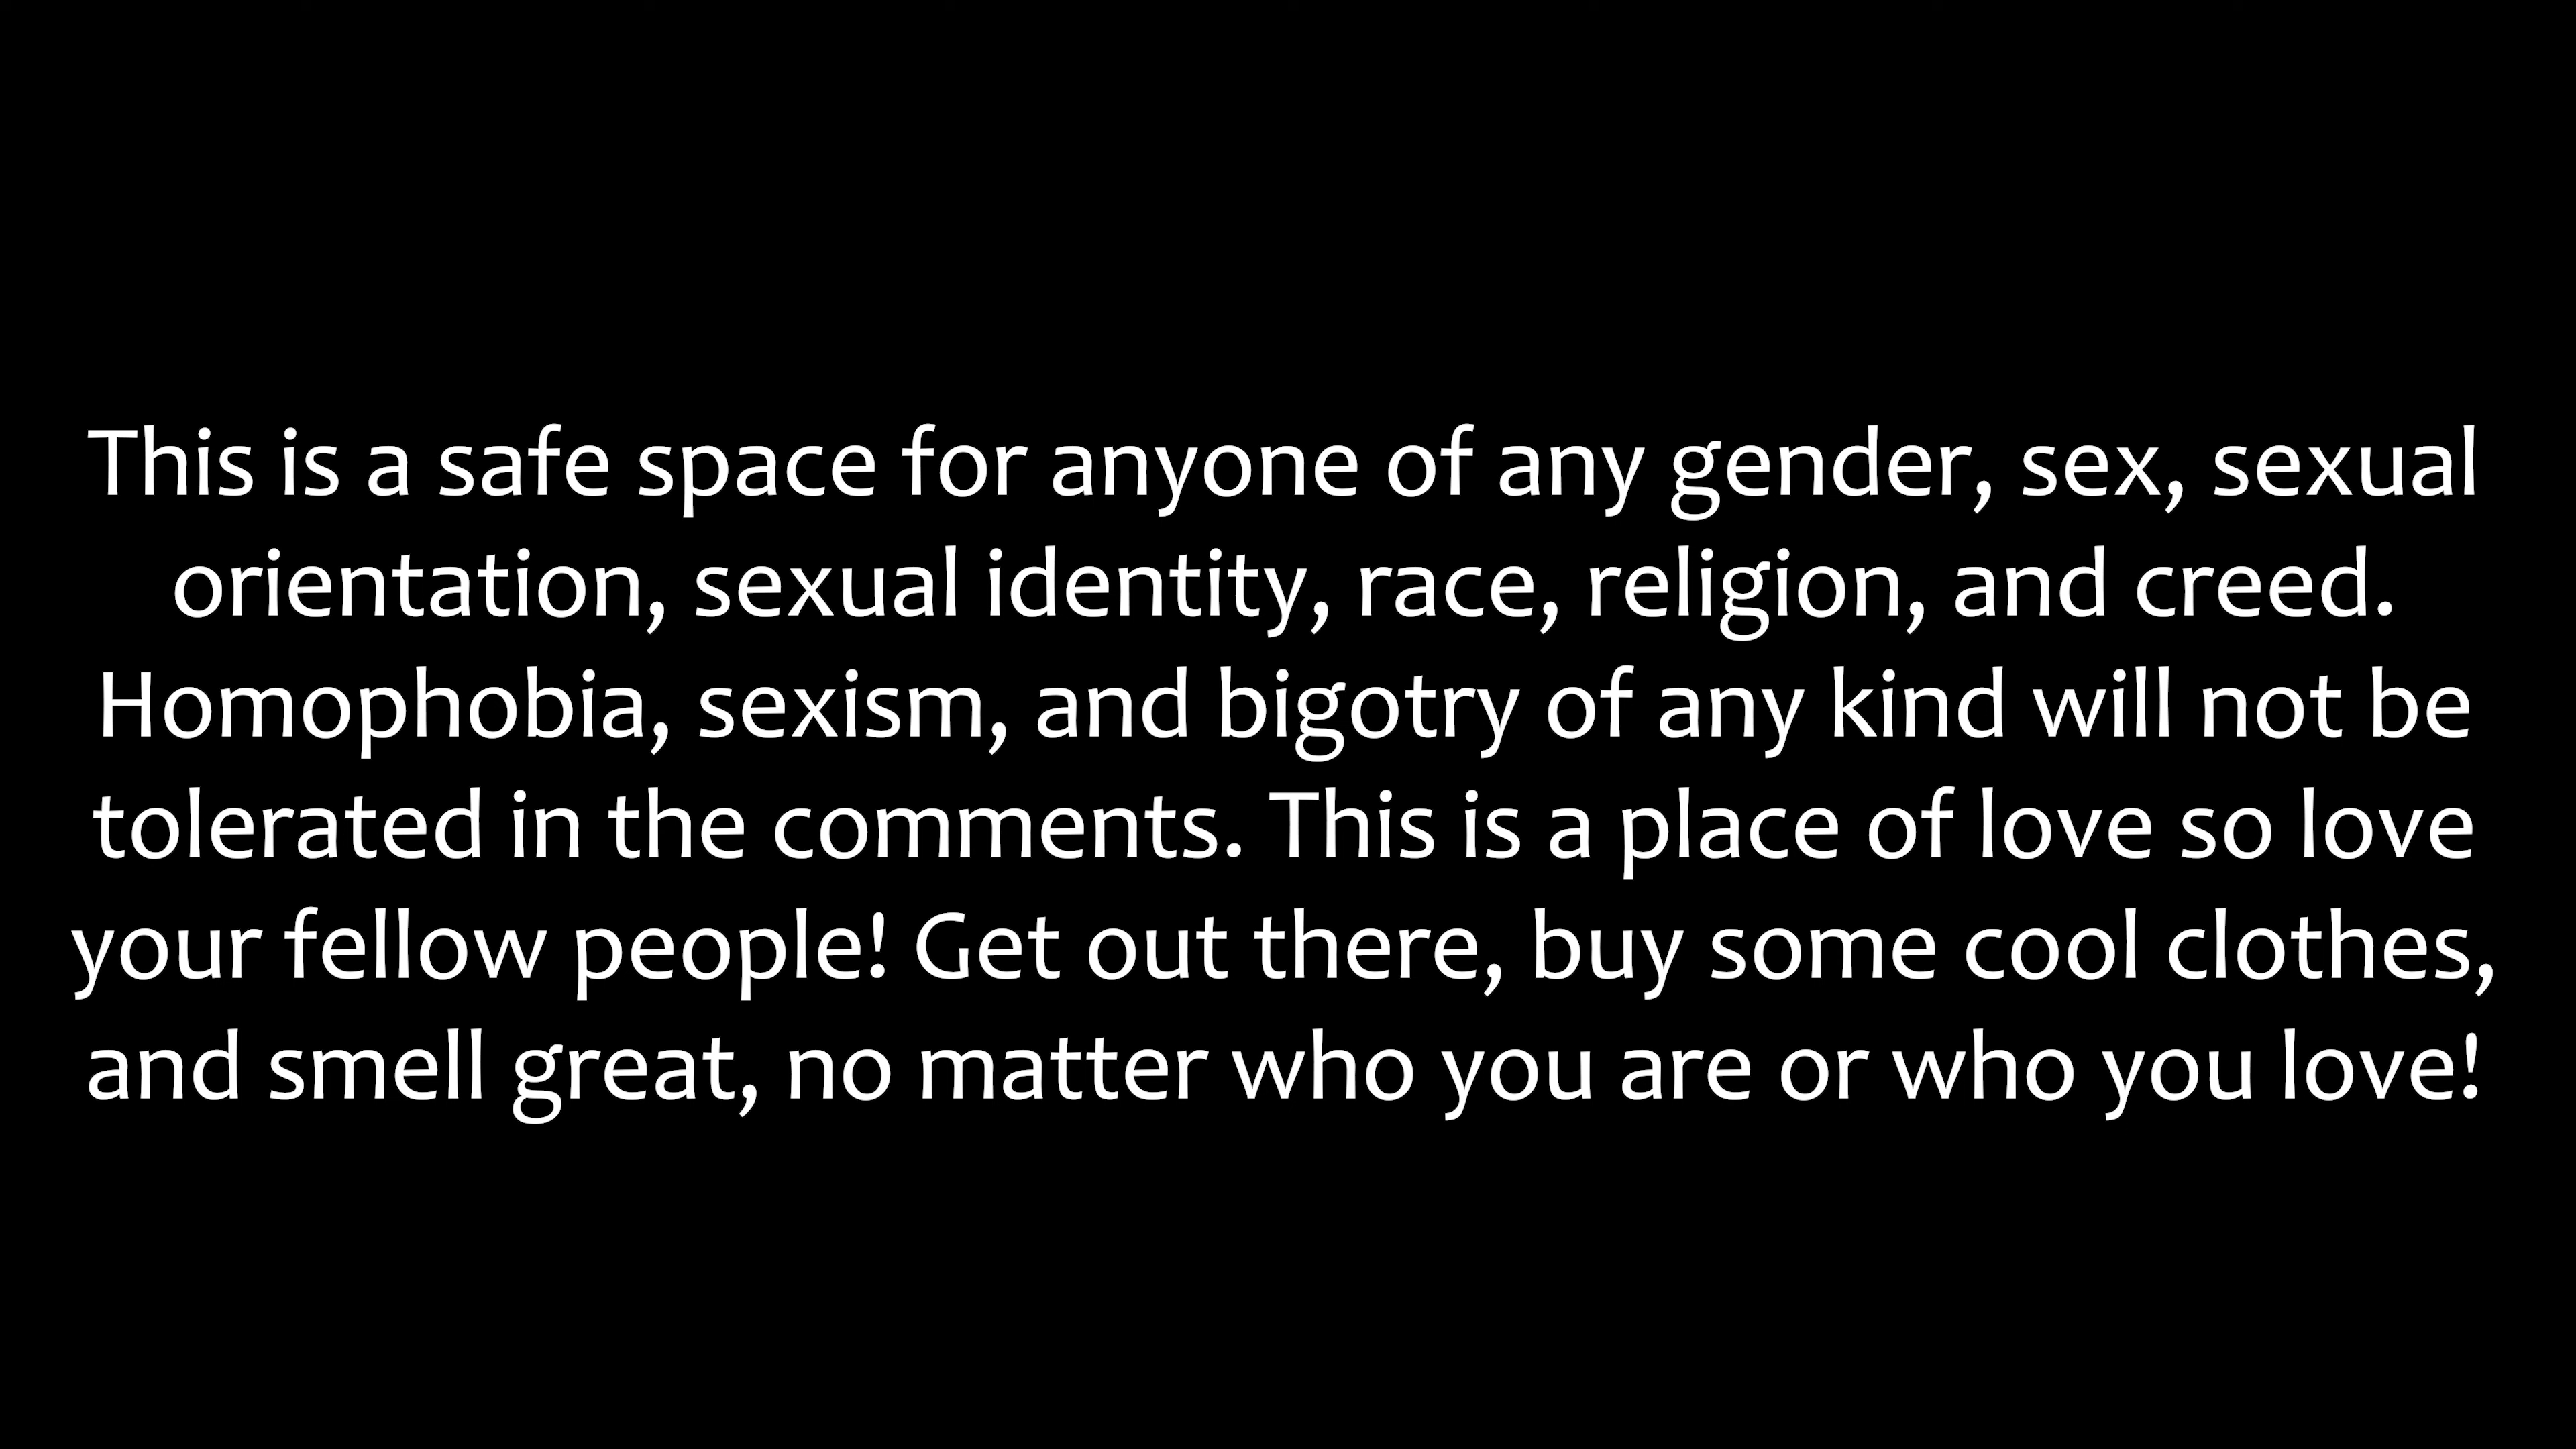 This is a safe space for anyone of any gender, sex, sexual
orientation, sexual identity, race, religion, and creed.
Homophobia, sexism, and bigotry of any kind will not be
tolerated in the comments. This is a place of love so love
your fellow people! Get out there, buy some cool clothes,
and smell great, no matter who you are or who you love!